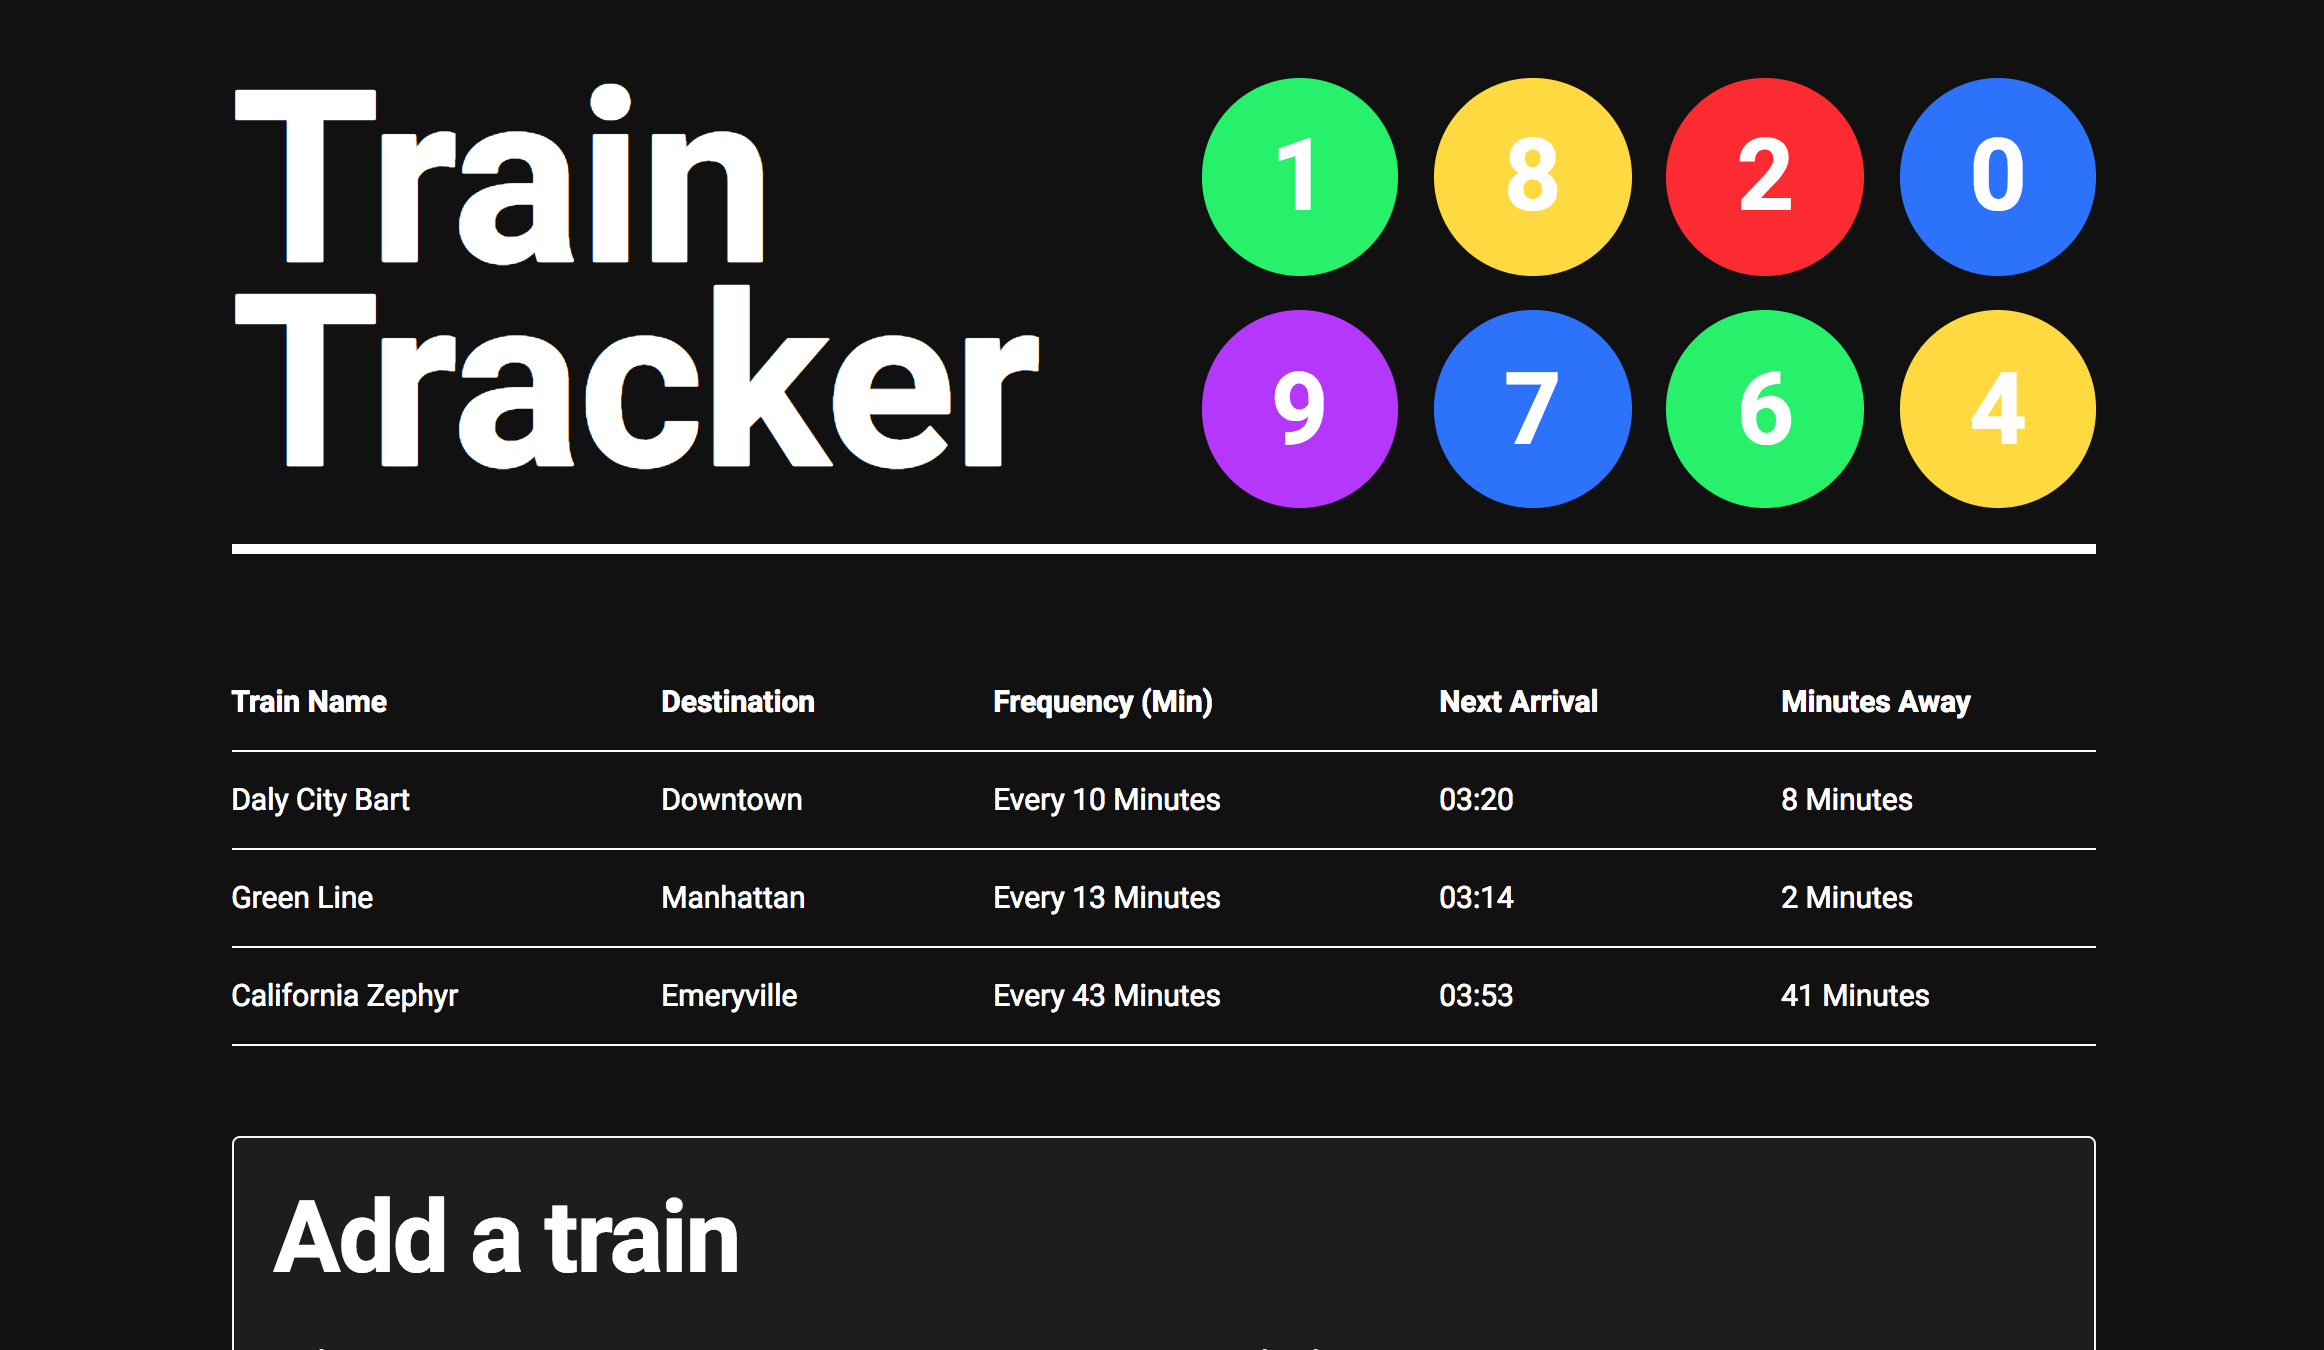 Train
Tracker
1 8 2 0
9 7 6 4
Train Name Destination Frequency (Min) Next Arrival Minutes Away
Daly City Bart Downtown Every 10 Minutes 03:20 8 Minutes
Green Line Manhattan Every 13 Minutes 03:14 2 Minutes
California Zephyr Emeryville Every 43 Minutes 03:53 41 Minutes
Add a train